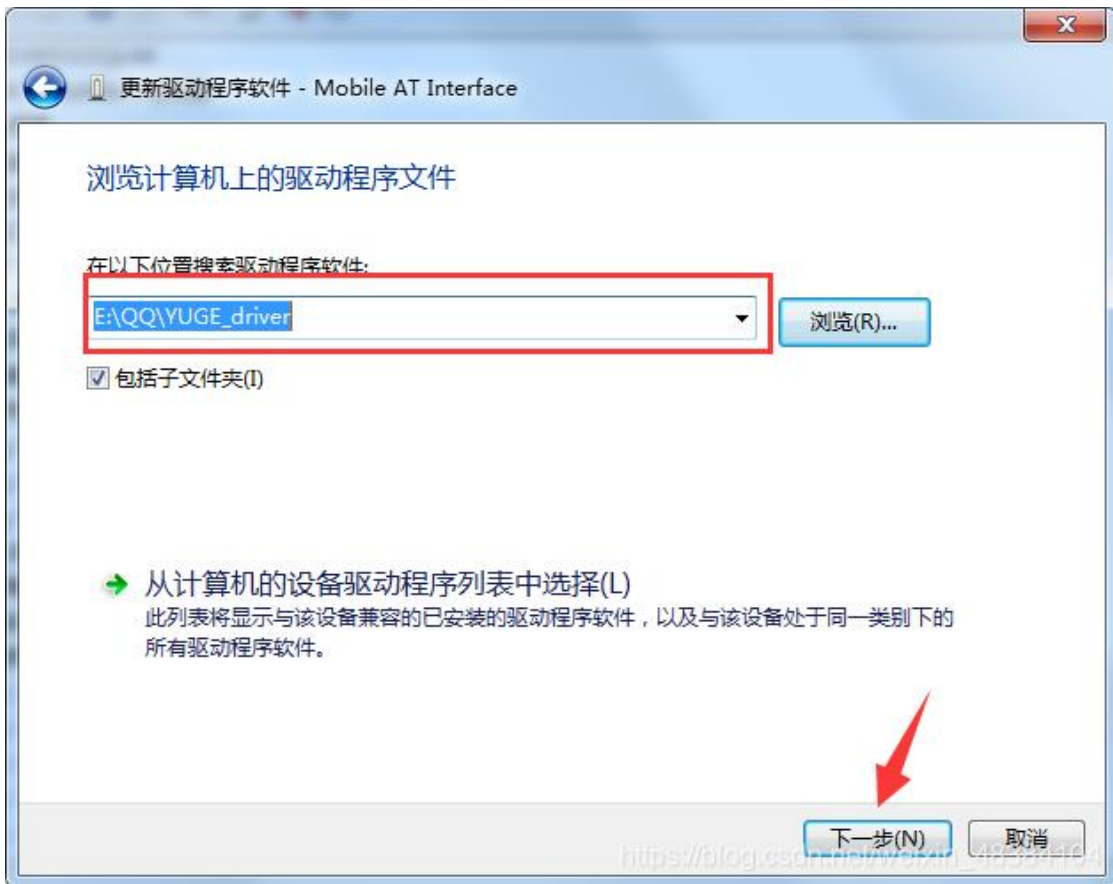 更新驱动程序软件 - Mobile AT Interface
浏览计算机上的驱动程序文件
在以下位置搜索驱动程序软件:
E:\QQ\YUGE_driver
浏览(R)...
包括子文件夹(I)
从计算机的设备驱动程序列表中选择(L)
此列表将显示与该设备兼容的已安装的驱动程序软件，以及与该设备处于同一类别下的
所有驱动程序软件。
下一步(N)
取消
https://blog.csdn.net/weixin_48384104